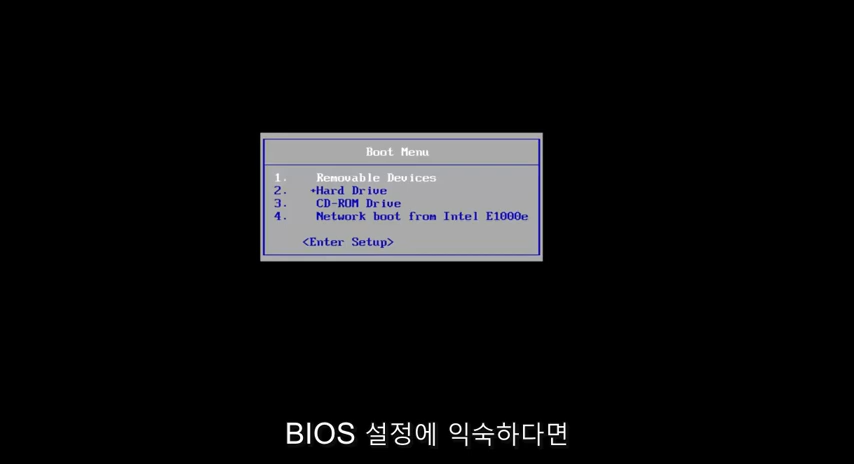 Boot Menu
1. Removable Devices
2. +Hard Drive
3. CD-ROM Drive
4. Network boot from Intel E1000e
<Enter Setup>
BIOS 설정에 익숙하다면